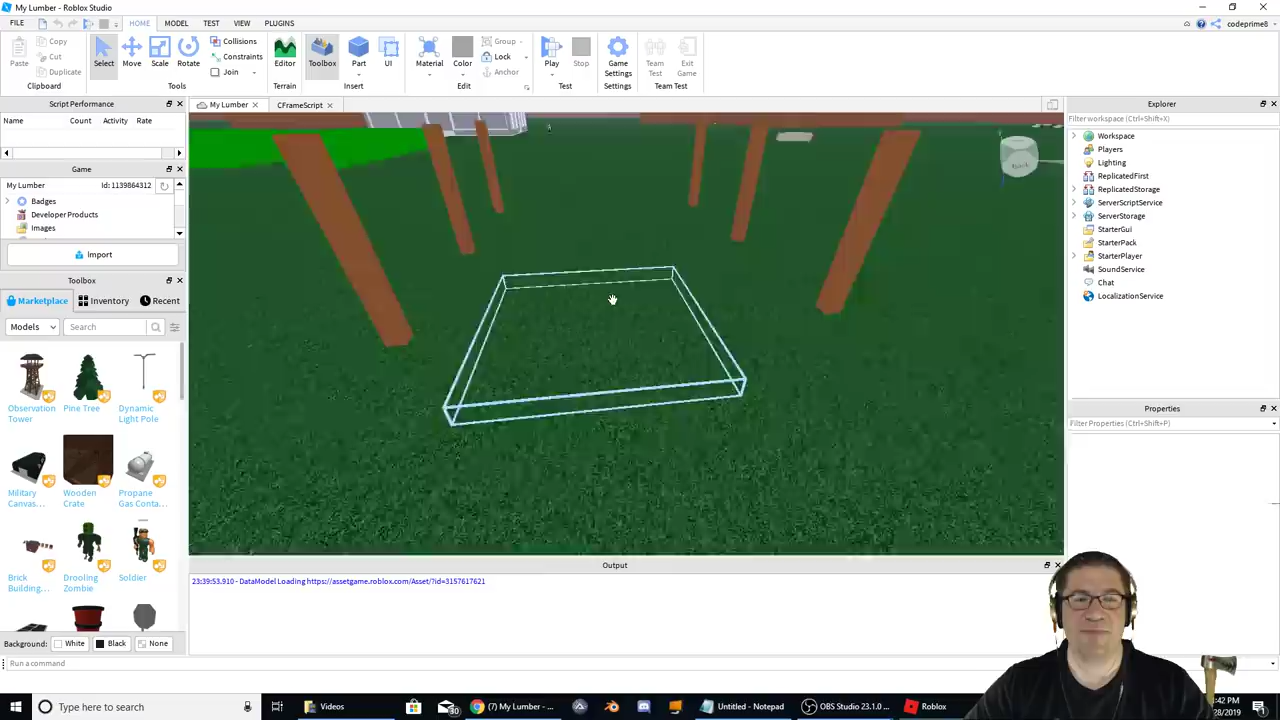 My Lumber - Roblox Studio
FILE HOME MODEL TEST VIEW PLUGINS codeprime8
Paste Copy Cut Duplicate Select Move Scale Rotate Collisions Constraints Join Editor Toolbox Part UI Material Color Group Lock Anchor Play Stop Game Settings Team Test Exit Game
Clipboard Tools Terrain Insert Edit Test Settings Team Test
Script Performance
Name Count Activity Rate
Game
My Lumber Id: 1139864312
Badges
Developer Products
Images
Import
Toolbox
Marketplace Inventory Recent
Models Search
Observation Tower
Pine Tree
Dynamic Light Pole
Military Canvas...
Wooden Crate
Propane Gas Conta...
Brick Building...
Drooling Zombie
Soldier
Background: White Black None
Run a command
My Lumber CFrameScript
Back
Output
23:39:53.910 - DataModel Loading https://assetgame.roblox.com/Asset/?id=3157617621
Explorer
Filter workspace (Ctrl+Shift+X)
Workspace
Players
Lighting
ReplicatedFirst
ReplicatedStorage
ServerScriptService
ServerStorage
StarterGui
StarterPack
StarterPlayer
SoundService
Chat
LocalizationService
Properties
Filter Properties (Ctrl+Shift+P)
Type here to search
Videos
30
(7) My Lumber - ...
Untitled - Notepad
OBS Studio 23.1.0 ...
Roblox